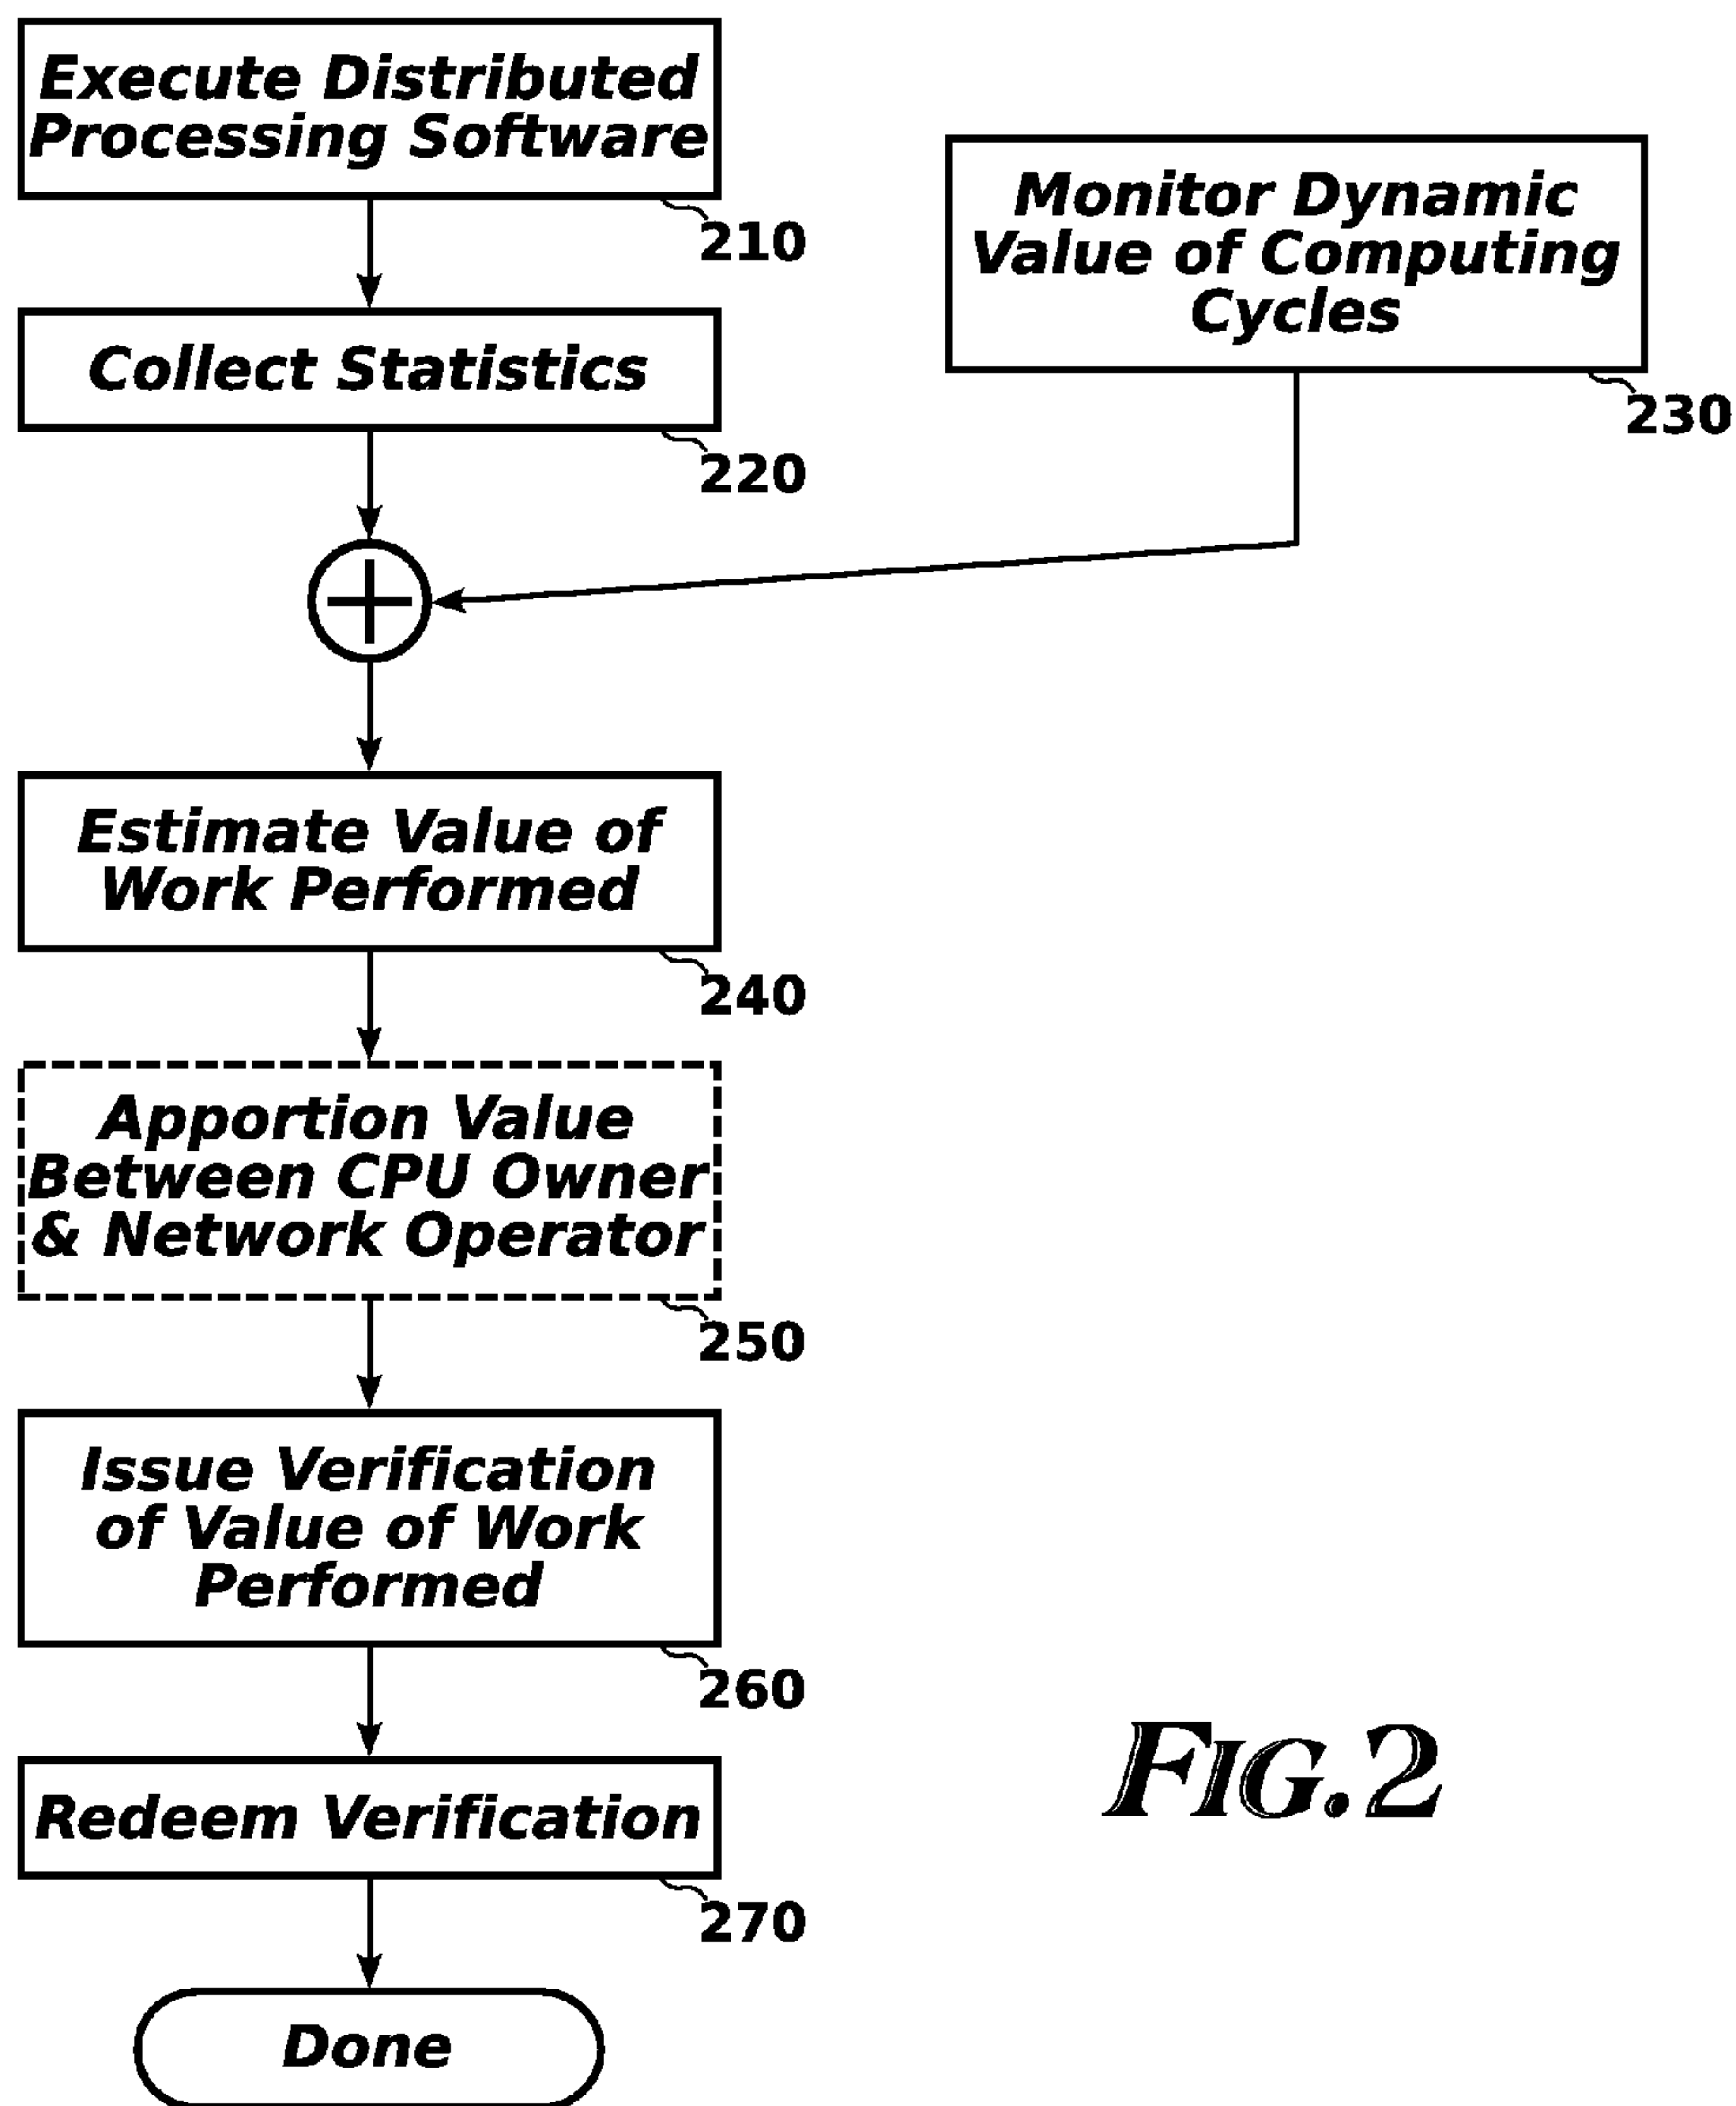 Execute Distributed
Processing Software
210
Monitor Dynamic
Value of Computing
Cycles
230
Collect Statistics
220
Estimate Value of
Work Performed
240
Apportion Value
Between CPU Owner
& Network Operator
250
Issue Verification
of Value of Work
Performed
260
Redeem Verification
270
Done
FIG.2